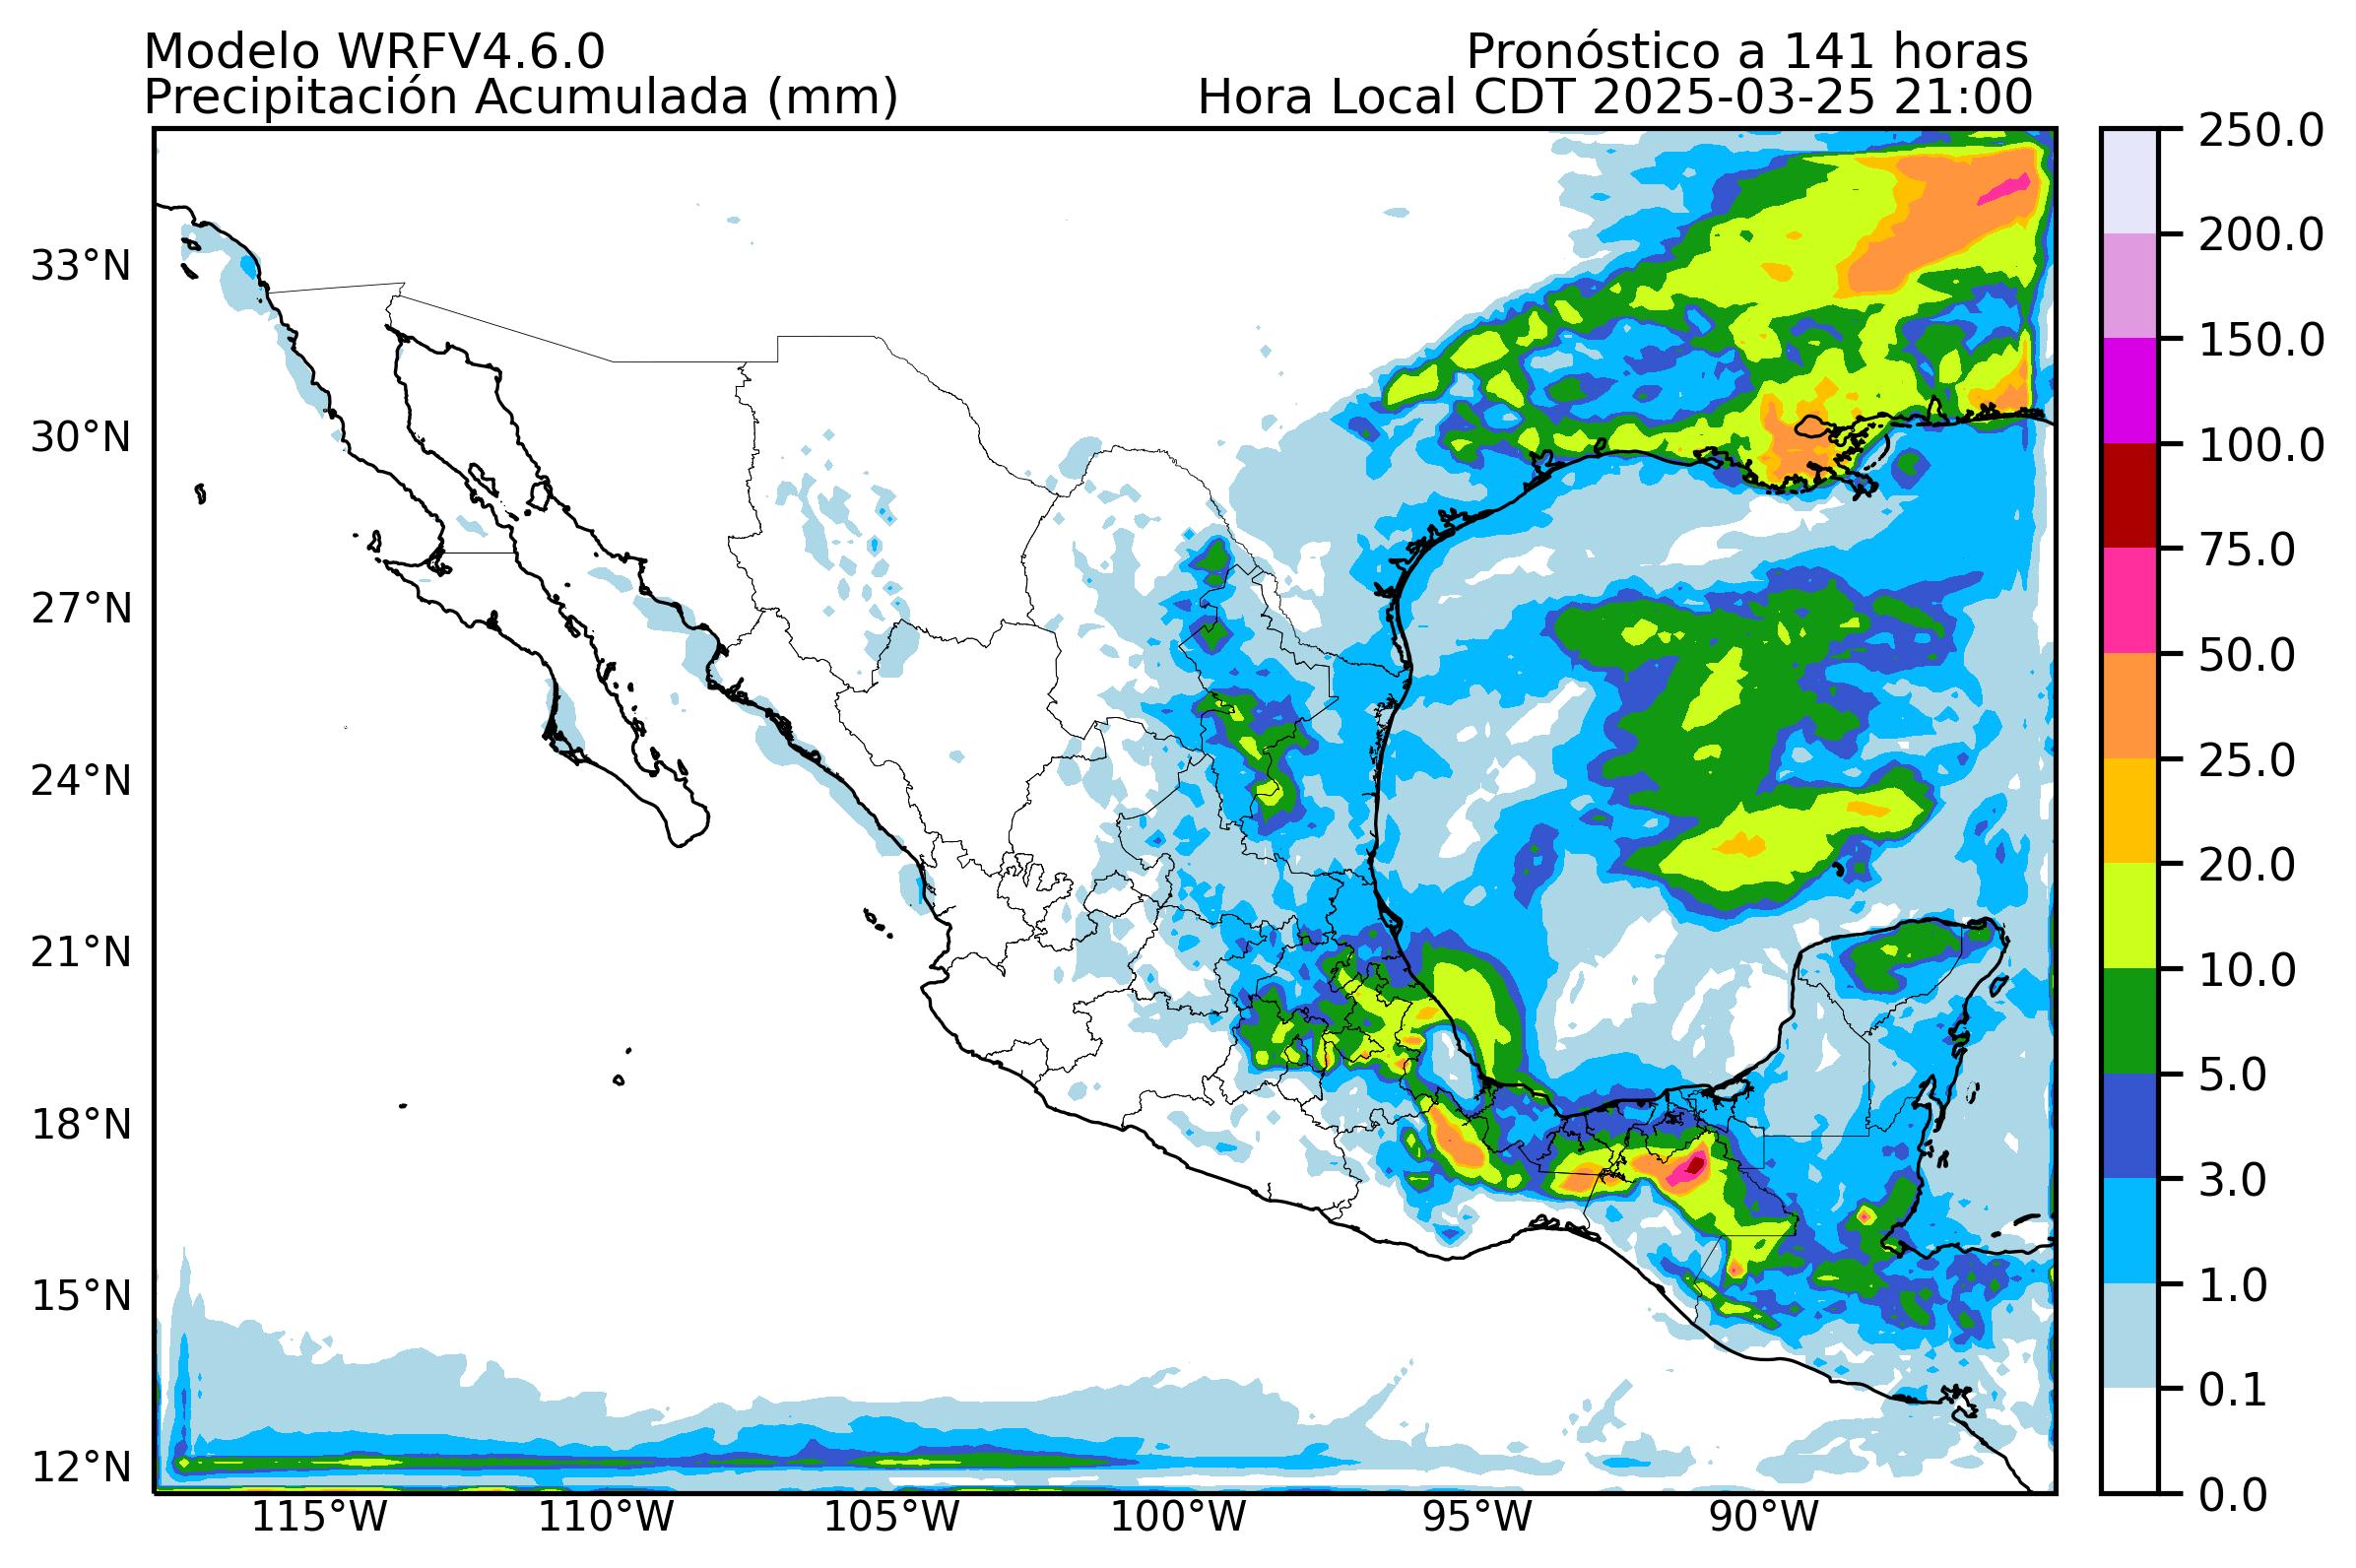 Modelo WRFV4.6.0
Pronóstico a 141 horas
Precipitación Acumulada (mm)
Hora Local CDT 2025-03-25 21:00
33°N
30°N
27°N
24°N
21°N
18°N
15°N
12°N
115°W
110°W
105°W
100°W
95°W
90°W
250.0
200.0
150.0
100.0
75.0
50.0
25.0
20.0
10.0
5.0
3.0
1.0
0.1
0.0